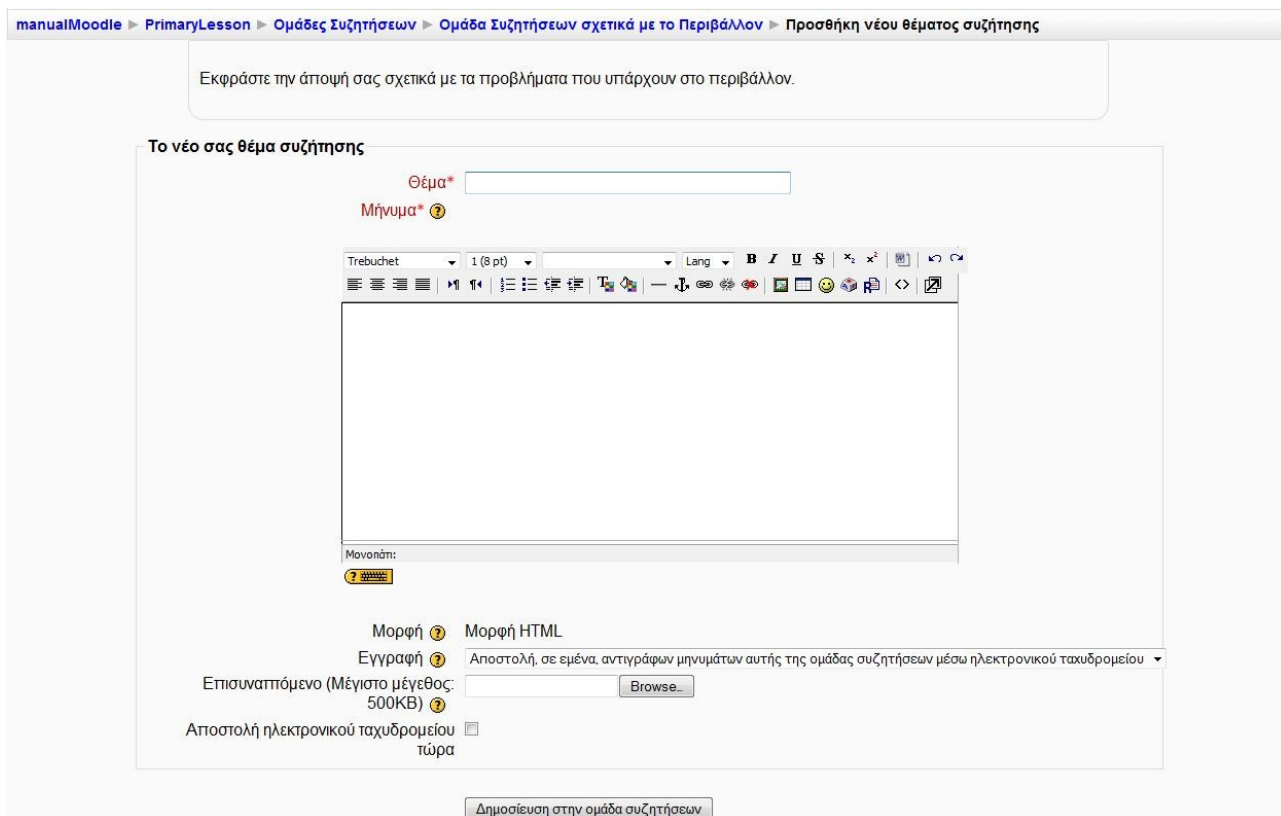 manualMoodle ► PrimaryLesson ► Ομάδες Συζητήσεων ► Ομάδα Συζητήσεων σχετικά με το Περιβάλλον ► Προσθήκη νέου θέματος συζήτησης
Εκφράστε την άποψή σας σχετικά με τα προβλήματα που υπάρχουν στο περιβάλλον.
Το νέο σας θέμα συζήτησης
Θέμα*
Μήνυμα* ?
Trebuchet 1 (8 pt) Lang B I U S x₂ x²
Μονοπάτι:
?
Μορφή ? Μορφή HTML
Εγγραφή ? Αποστολή, σε εμένα, αντιγράφων μηνυμάτων αυτής της ομάδας συζητήσεων μέσω ηλεκτρονικού ταχυδρομείου
Επισυναπτόμενο (Μέγιστο μέγεθος:
500KB) ? Browse...
Αποστολή ηλεκτρονικού ταχυδρομείου
τώρα
Δημοσίευση στην ομάδα συζητήσεων